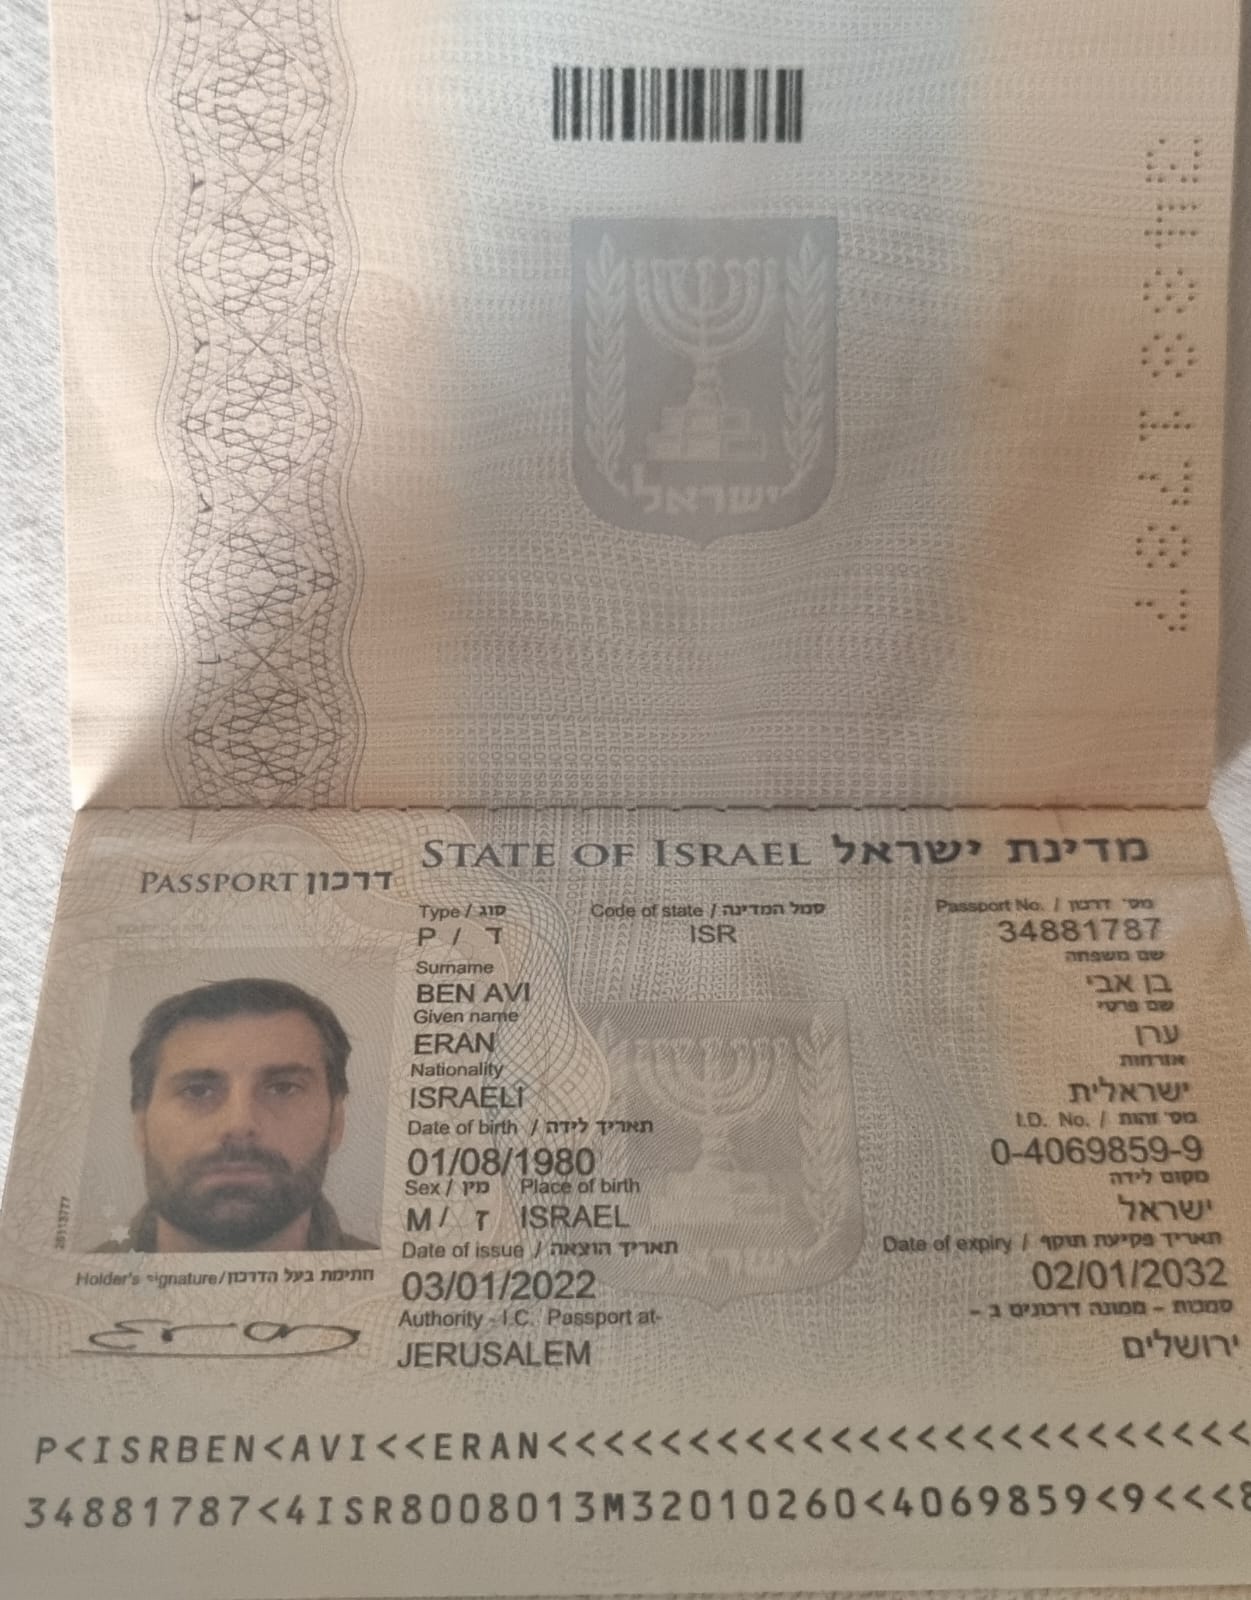 ישראל
34881787
STATE OF ISRAEL מדינת ישראל
PASSPORT דרכון
Type / סוג Code of state / סמל המדינה Passport No. / מס' דרכון
P / ד ISR 34881787
Surname שם משפחה
BEN AVI בן אבי
Given name שם פרטי
ERAN ערן
Nationality אזרחות
ISRAELI ישראלית
Date of birth / תאריך לידה I.D. No. / מס' זהות
01/08/1980 0-4069859-9
Sex / מין Place of birth מקום לידה
M / ז ISRAEL ישראל
Date of issue / תאריך הוצאה Date of expiry / תאריך פקיעת תוקף
03/01/2022 02/01/2032
Authority - I.C. Passport at- סמכות - ממונה דרכונים ב -
JERUSALEM ירושלים
Holder's signature/חתימת בעל הדרכון
Eran
P<ISRBEN<AVI<<ERAN<<<<<<<<<<<<<<<<<<<<<<<<<
34881787<4ISR8008013M32010260<4069859<9<<<8